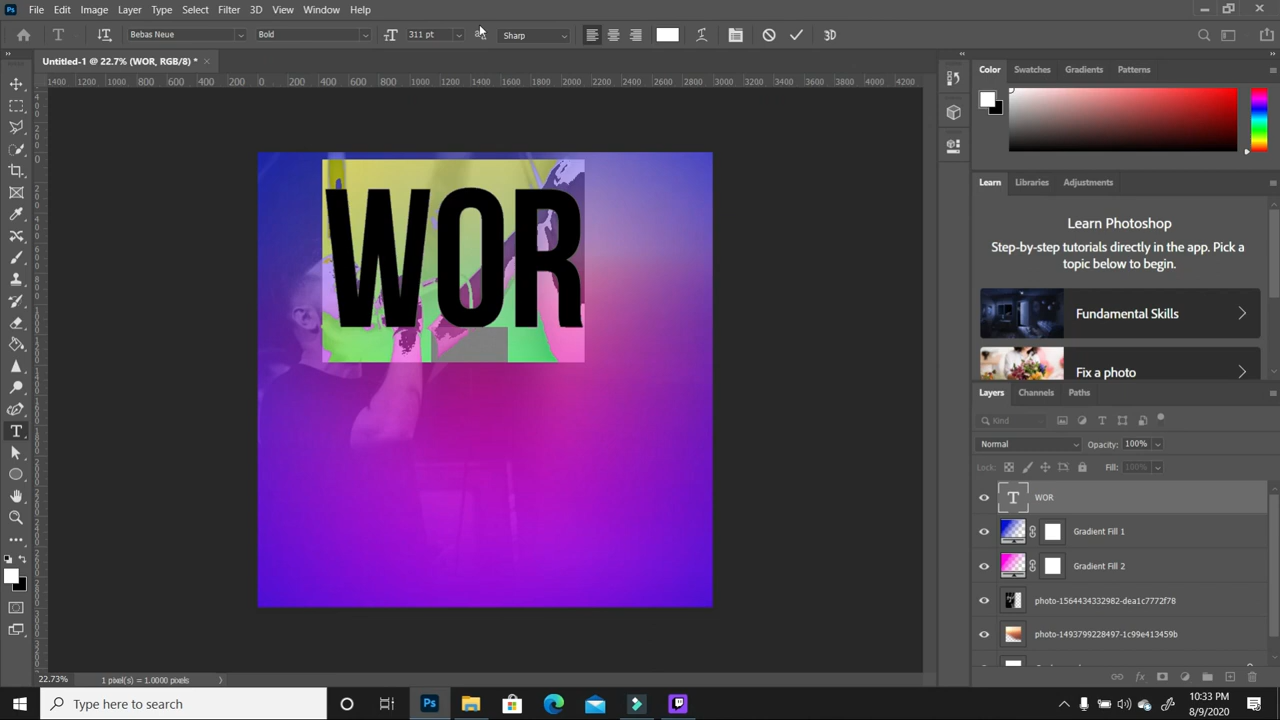 File Edit Image Layer Type Select Filter 3D View Window Help
Bebas Neue Bold 311 pt Sharp 3D
Untitled-1 @ 22.7% (WOR, RGB/8) * ×
1400 1200 1000 800 600 400 200 0 200 400 600 800 1000 1200 1400 1600 1800 2000 2200 2400 2600 2800 3000 3200 3400 3600 3800 4000 4200
WOR
Color Swatches Gradients Patterns
Learn Libraries Adjustments
Learn Photoshop
Step-by-step tutorials directly in the app. Pick a
topic below to begin.
Fundamental Skills
Fix a photo
Layers Channels Paths
Kind
Normal Opacity: 100%
Lock: Fill: 100%
T WOR
Gradient Fill 1
Gradient Fill 2
photo-1564434332982-dea1c7772f78
photo-1493799228497-1c99e413459b
22.73% 1 pixel(s) = 1.0000 pixels
Type here to search
Ps
10:33 PM
8/9/2020